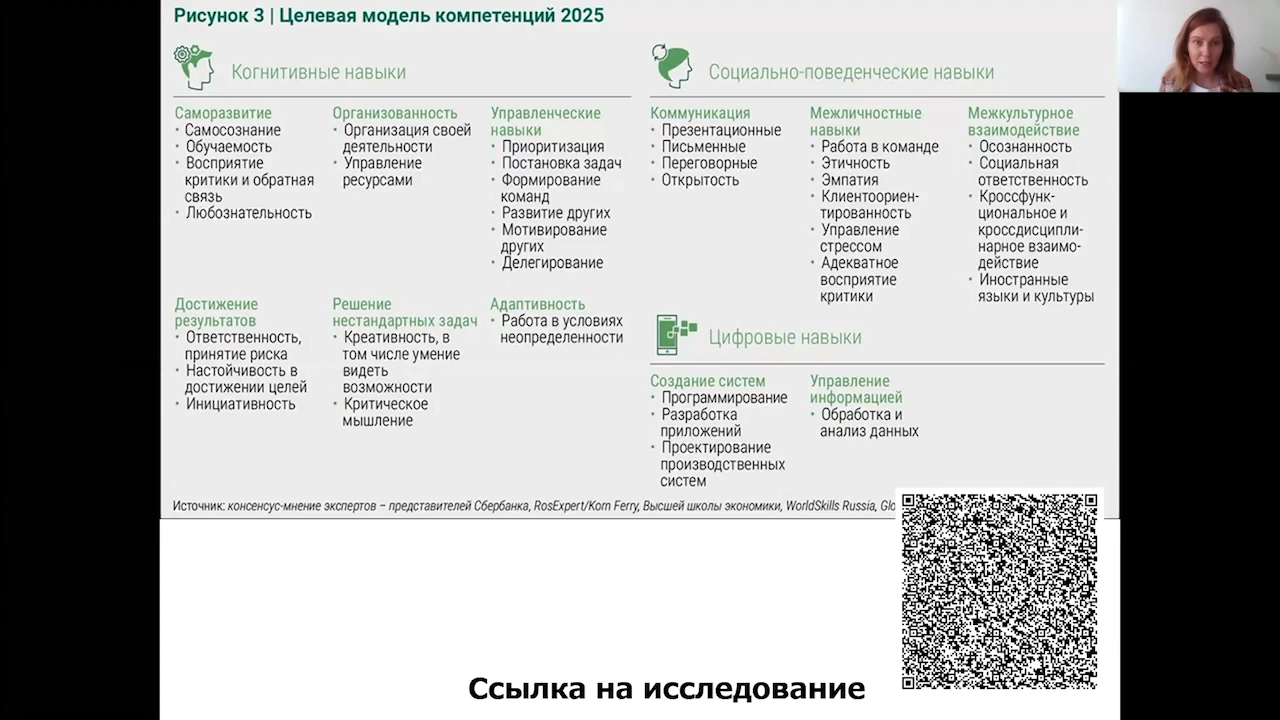 Рисунок 3 | Целевая модель компетенций 2025
Когнитивные навыки
Саморазвитие
• Самосознание
• Обучаемость
• Восприятие
критики и обратная
связь
• Любознательность
Организованность
• Организация своей
деятельности
• Управление
ресурсами
Управленческие
навыки
• Приоритизация
• Постановка задач
• Формирование
команд
• Развитие других
• Мотивирование
других
• Делегирование
Достижение
результатов
• Ответственность,
принятие риска
• Настойчивость в
достижении целей
• Инициативность
Решение
нестандартных задач
• Креативность, в
том числе умение
видеть
возможности
• Критическое
мышление
Адаптивность
• Работа в условиях
неопределенности
Социально-поведенческие навыки
Коммуникация
• Презентационные
• Письменные
• Переговорные
• Открытость
Межличностные
навыки
• Работа в команде
• Этичность
• Эмпатия
• Клиентоориен-
тированность
• Управление
стрессом
• Адекватное
восприятие
критики
Межкультурное
взаимодействие
• Осознанность
• Социальная
ответственность
• Кроссфунк-
циональное и
кроссдисципли-
нарное взаимо-
действие
• Иностранные
языки и культуры
Цифровые навыки
Создание систем
• Программирование
• Разработка
приложений
• Проектирование
производственных
систем
Управление
информацией
• Обработка и
анализ данных
Источник: консенсус-мнение экспертов – представителей Сбербанка, RosExpert/Korn Ferry, Высшей школы экономики, WorldSkills Russia,
Ссылка на исследование